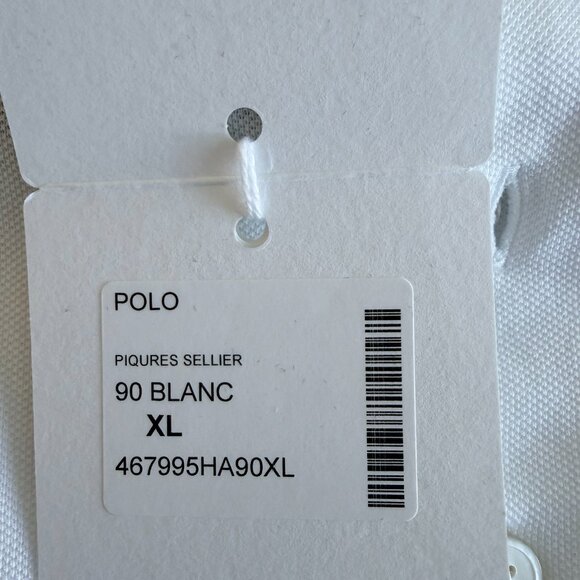 POLO
PIQURES SELLIER
90 BLANC
XL
467995HA90XL